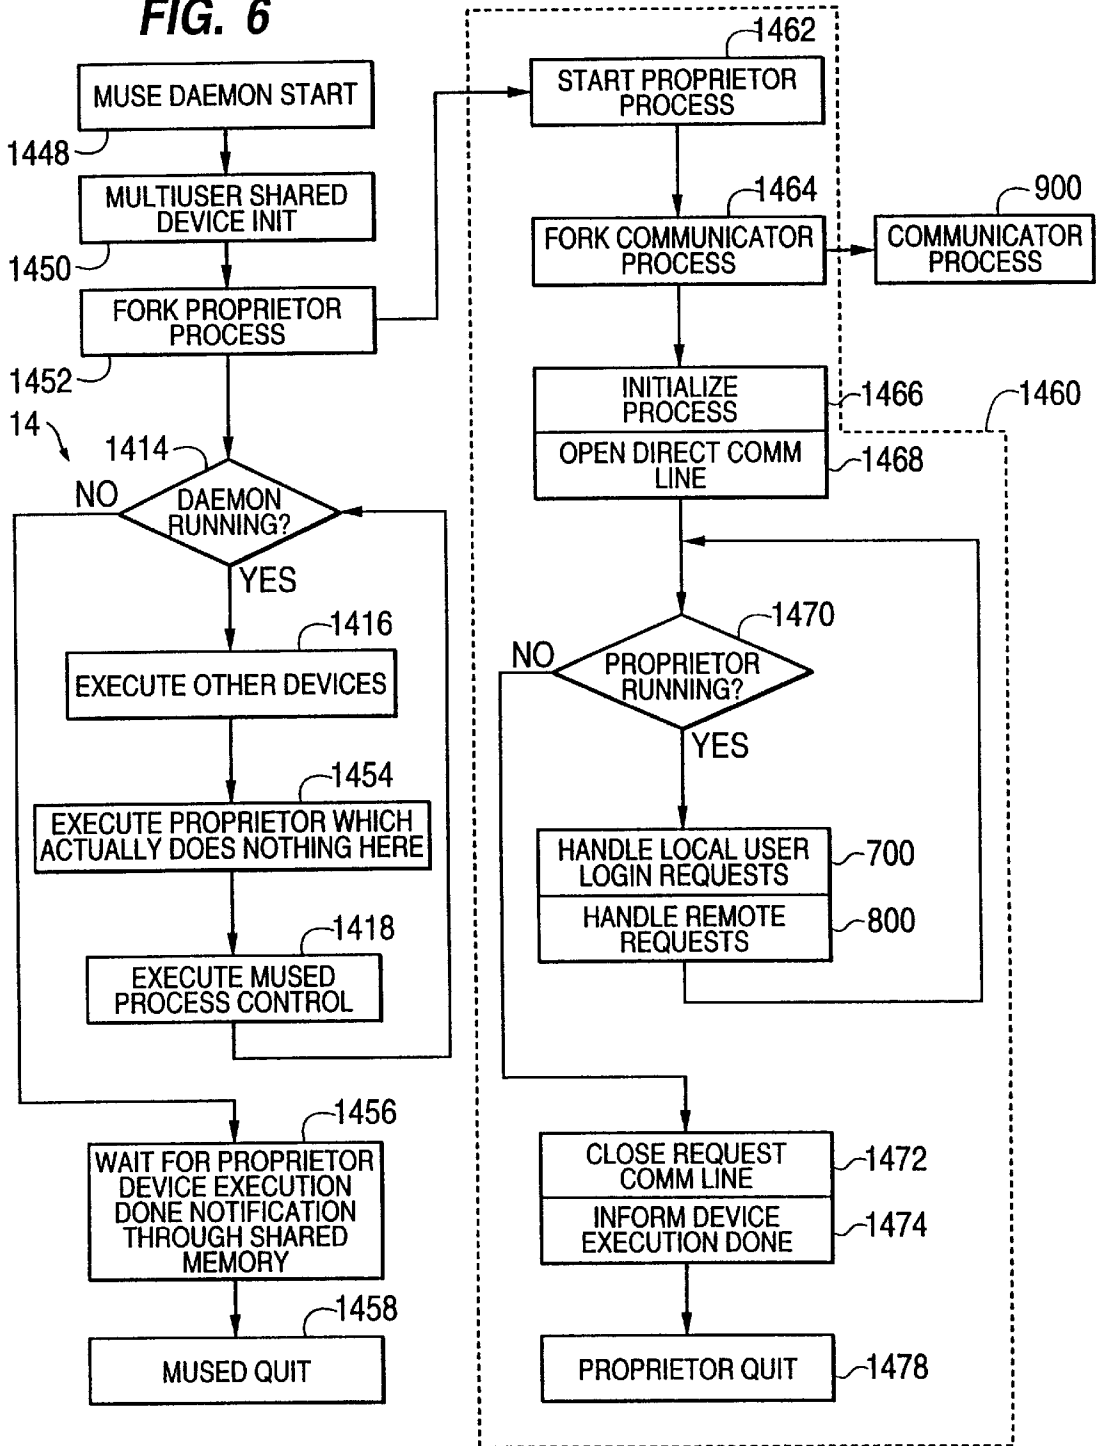 FIG. 6
MUSE DAEMON START
1448
MULTIUSER SHARED
DEVICE INIT
1450
FORK PROPRIETOR
PROCESS
1452
14
1414
DAEMON
RUNNING?
NO
YES
1416
EXECUTE OTHER DEVICES
1454
EXECUTE PROPRIETOR WHICH
ACTUALLY DOES NOTHING HERE
1418
EXECUTE MUSED
PROCESS CONTROL
1456
WAIT FOR PROPRIETOR
DEVICE EXECUTION
DONE NOTIFICATION
THROUGH SHARED
MEMORY
1458
MUSED QUIT
1462
START PROPRIETOR
PROCESS
1464
FORK COMMUNICATOR
PROCESS
900
COMMUNICATOR
PROCESS
INITIALIZE
PROCESS
1466
1460
OPEN DIRECT COMM
LINE
1468
1470
PROPRIETOR
RUNNING?
NO
YES
HANDLE LOCAL USER
LOGIN REQUESTS
700
HANDLE REMOTE
REQUESTS
800
CLOSE REQUEST
COMM LINE
1472
INFORM DEVICE
EXECUTION DONE
1474
PROPRIETOR QUIT
1478